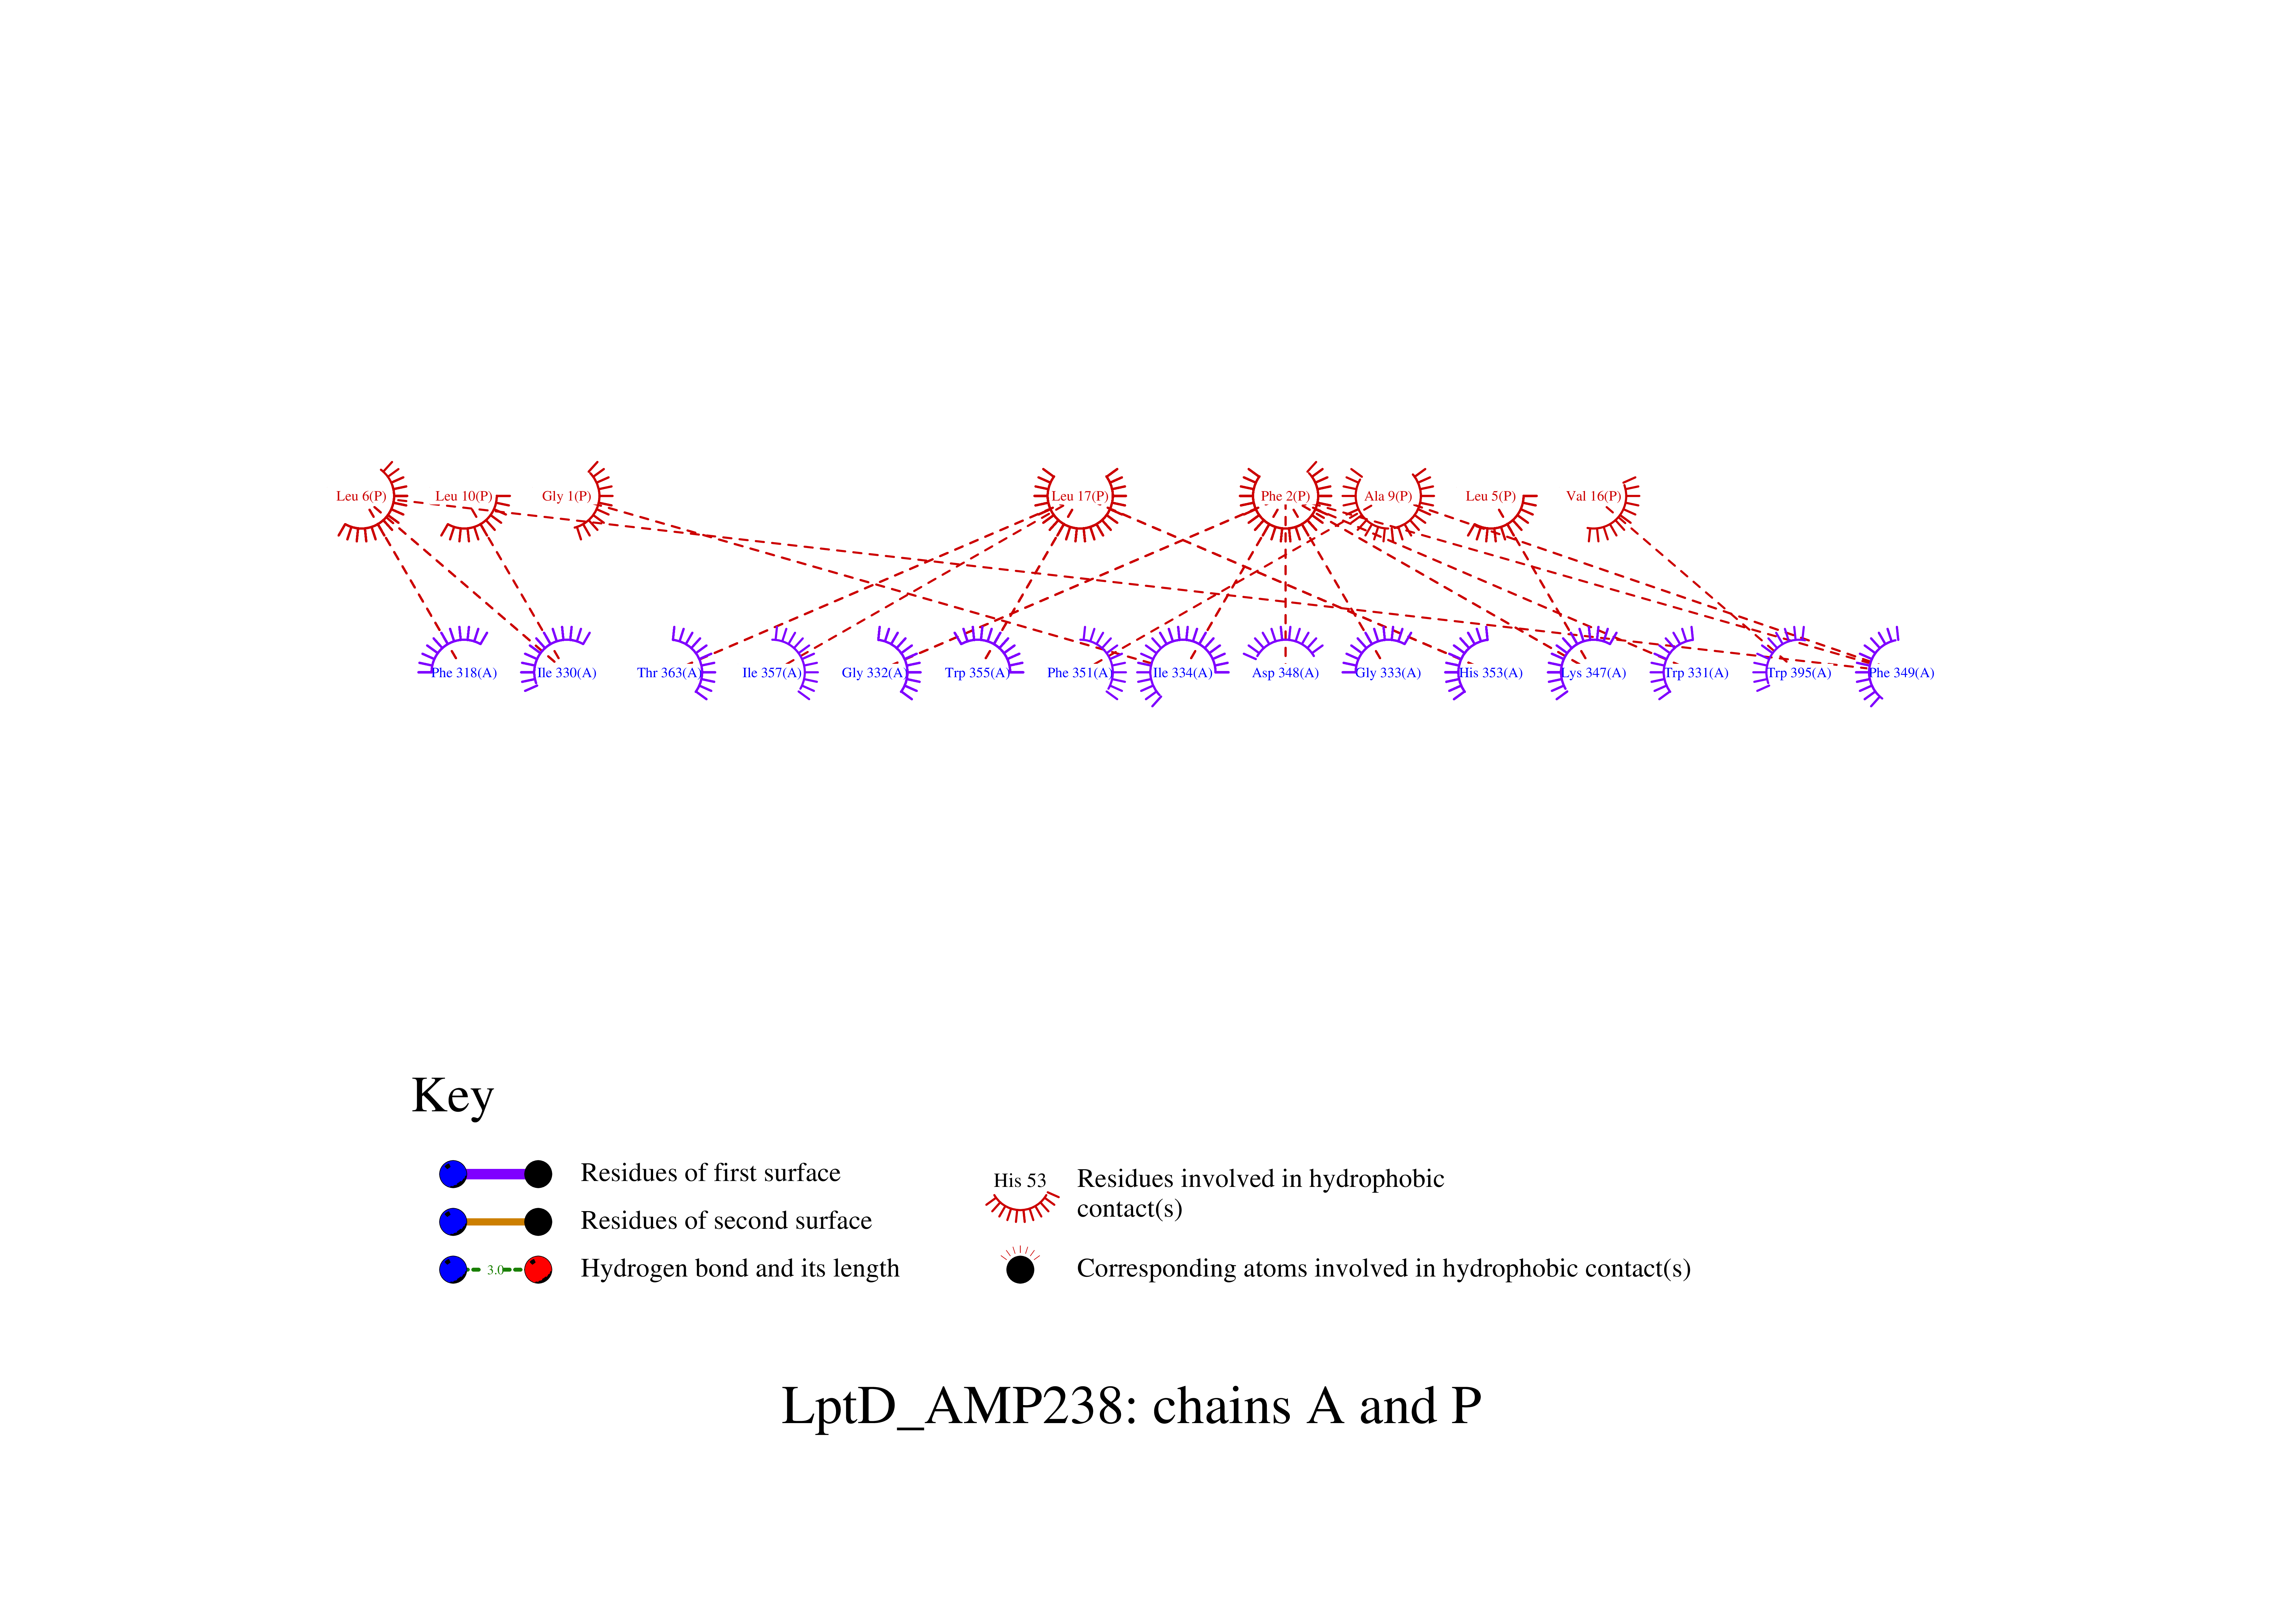 Leu 6(P) Leu 10(P) Gly 1(P) Leu 17(P) Phe 2(P) Ala 9(P) Leu 5(P) Val 16(P)
Phe 318(A) Ile 330(A) Thr 363(A) Ile 357(A) Gly 332(A) Trp 355(A) Phe 351(A) Ile 334(A) Asp 348(A) Gly 333(A) His 353(A) Lys 347(A) Trp 331(A) Trp 395(A) Phe 349(A)
Key
Residues of first surface
Residues of second surface
3.0 Hydrogen bond and its length
His 53 Residues involved in hydrophobic
contact(s)
Corresponding atoms involved in hydrophobic contact(s)
LptD_AMP238: chains A and P